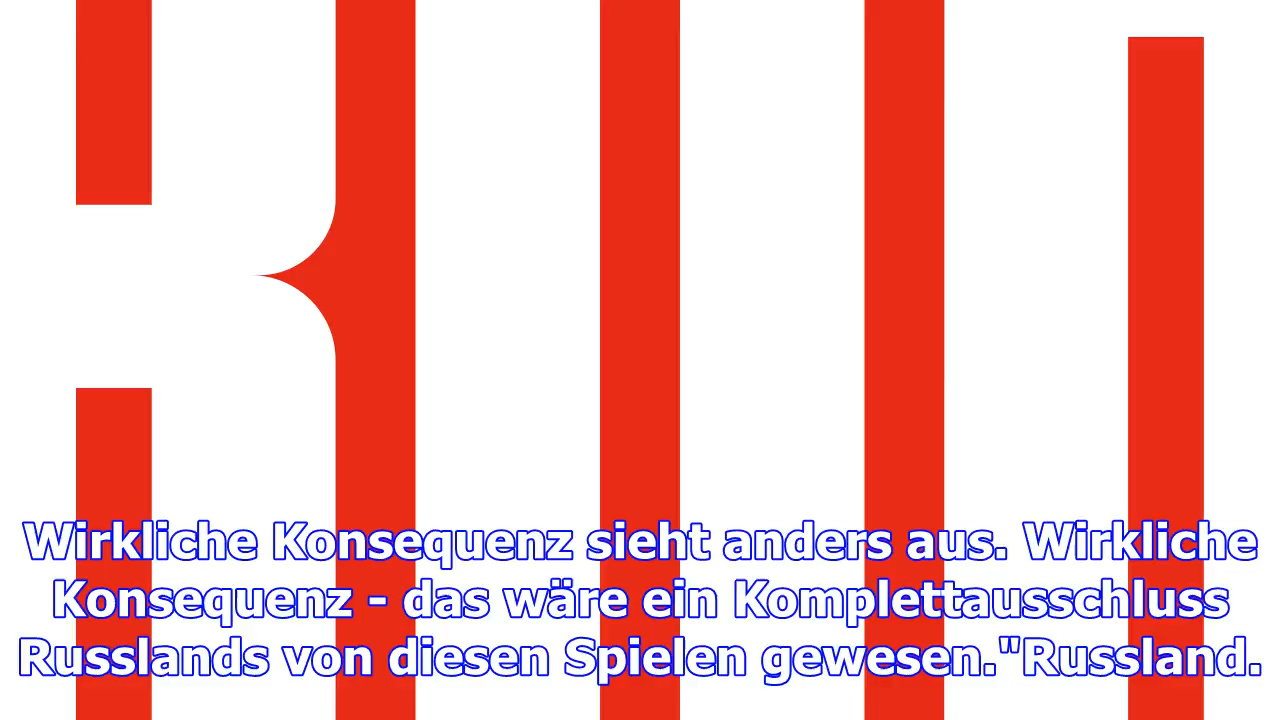 Wirkliche Konsequenz sieht anders aus. Wirkliche
Konsequenz - das wäre ein Komplettausschluss
Russlands von diesen Spielen gewesen."Russland.